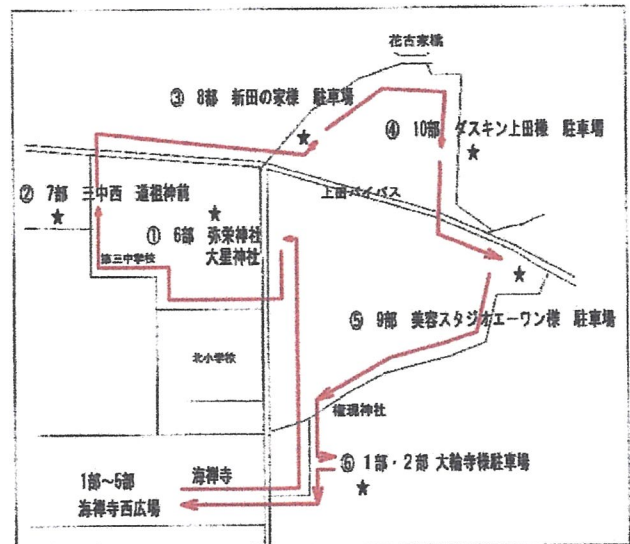 花古家橋
③ 8部 新田の家様 駐車場
④ 10部 ダスキン上田様 駐車場
上田バイパス
② 7部 三中西 道祖神前
① 6部 弥栄神社
大星神社
第三中学校
⑤ 9部 美容スタジオエーワン様 駐車場
北小学校
権現神社
⑥ 1部・2部 大輪寺様駐車場
1部～5部
海禅寺西広場
海禅寺